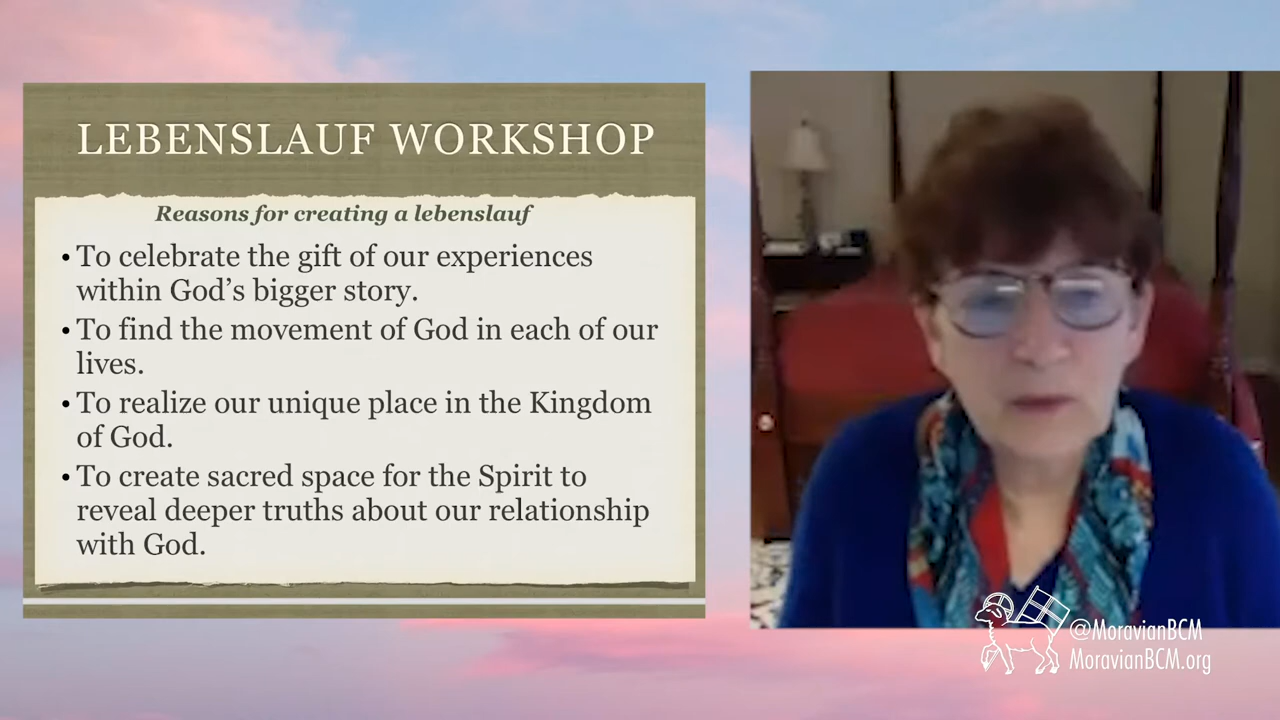 LEBENSLAUF WORKSHOP
Reasons for creating a lebenslauf
• To celebrate the gift of our experiences
within God’s bigger story.
• To find the movement of God in each of our
lives.
• To realize our unique place in the Kingdom
of God.
• To create sacred space for the Spirit to
reveal deeper truths about our relationship
with God.
@MoravianBCM
MoravianBCM.org